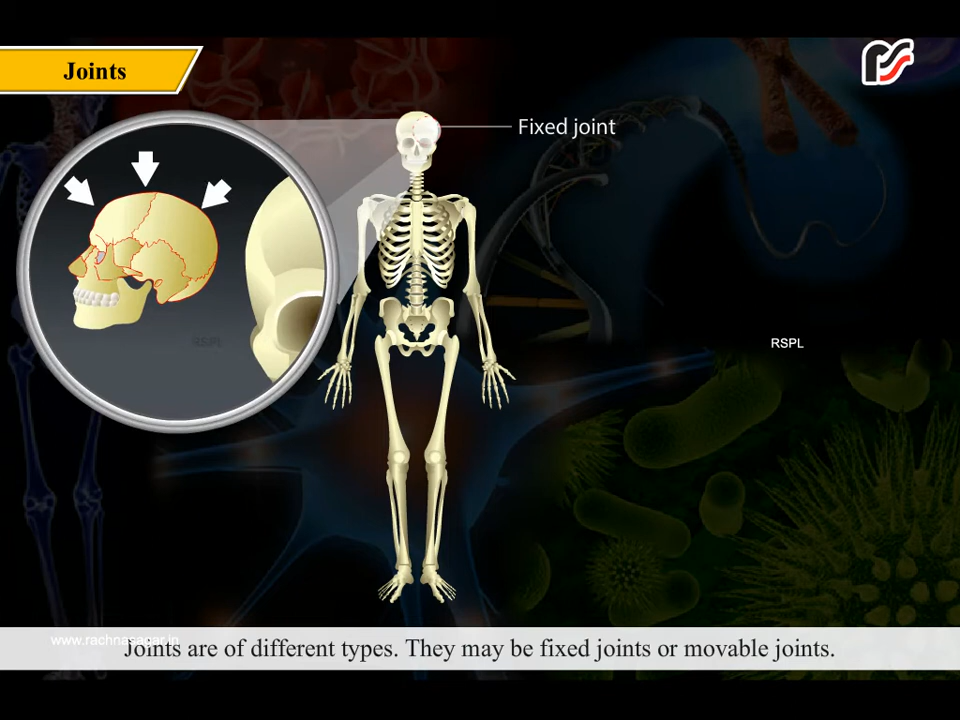 Joints
Fixed joint
RSPL
RSPL
www.rachnasagar.in
Joints are of different types. They may be fixed joints or movable joints.